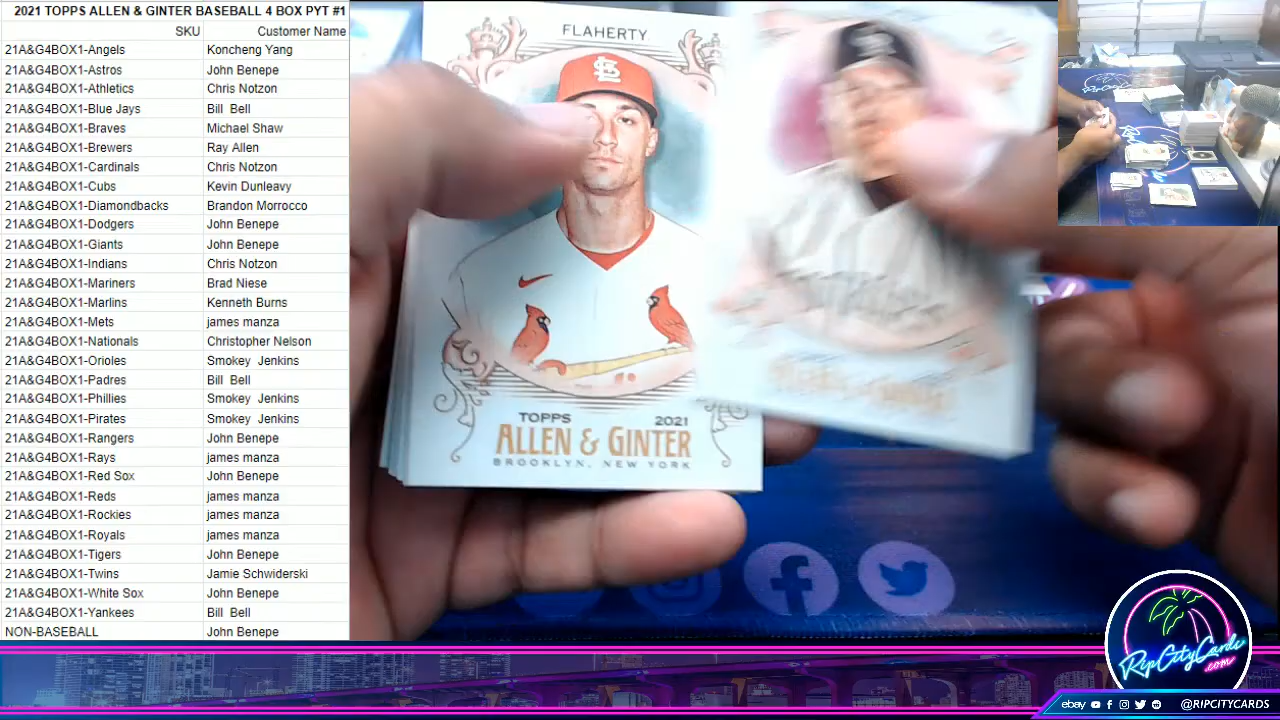 2021 TOPPS ALLEN & GINTER BASEBALL 4 BOX PYT #1
SKU Customer Name
21A&G4BOX1-Angels Koncheng Yang
21A&G4BOX1-Astros John Benepe
21A&G4BOX1-Athletics Chris Notzon
21A&G4BOX1-Blue Jays Bill Bell
21A&G4BOX1-Braves Michael Shaw
21A&G4BOX1-Brewers Ray Allen
21A&G4BOX1-Cardinals Chris Notzon
21A&G4BOX1-Cubs Kevin Dunleavy
21A&G4BOX1-Diamondbacks Brandon Morrocco
21A&G4BOX1-Dodgers John Benepe
21A&G4BOX1-Giants John Benepe
21A&G4BOX1-Indians Chris Notzon
21A&G4BOX1-Mariners Brad Niese
21A&G4BOX1-Marlins Kenneth Burns
21A&G4BOX1-Mets james manza
21A&G4BOX1-Nationals Christopher Nelson
21A&G4BOX1-Orioles Smokey Jenkins
21A&G4BOX1-Padres Bill Bell
21A&G4BOX1-Phillies Smokey Jenkins
21A&G4BOX1-Pirates Smokey Jenkins
21A&G4BOX1-Rangers John Benepe
21A&G4BOX1-Rays james manza
21A&G4BOX1-Red Sox John Benepe
21A&G4BOX1-Reds james manza
21A&G4BOX1-Rockies james manza
21A&G4BOX1-Royals james manza
21A&G4BOX1-Tigers John Benepe
21A&G4BOX1-Twins Jamie Schwiderski
21A&G4BOX1-White Sox John Benepe
21A&G4BOX1-Yankees Bill Bell
NON-BASEBALL John Benepe
FLAHERTY
STL
TOPPS 2021
ALLEN & GINTER
BROOKLYN, NEW YORK
RipCityCards
.com
ebay @RIPCITYCARDS